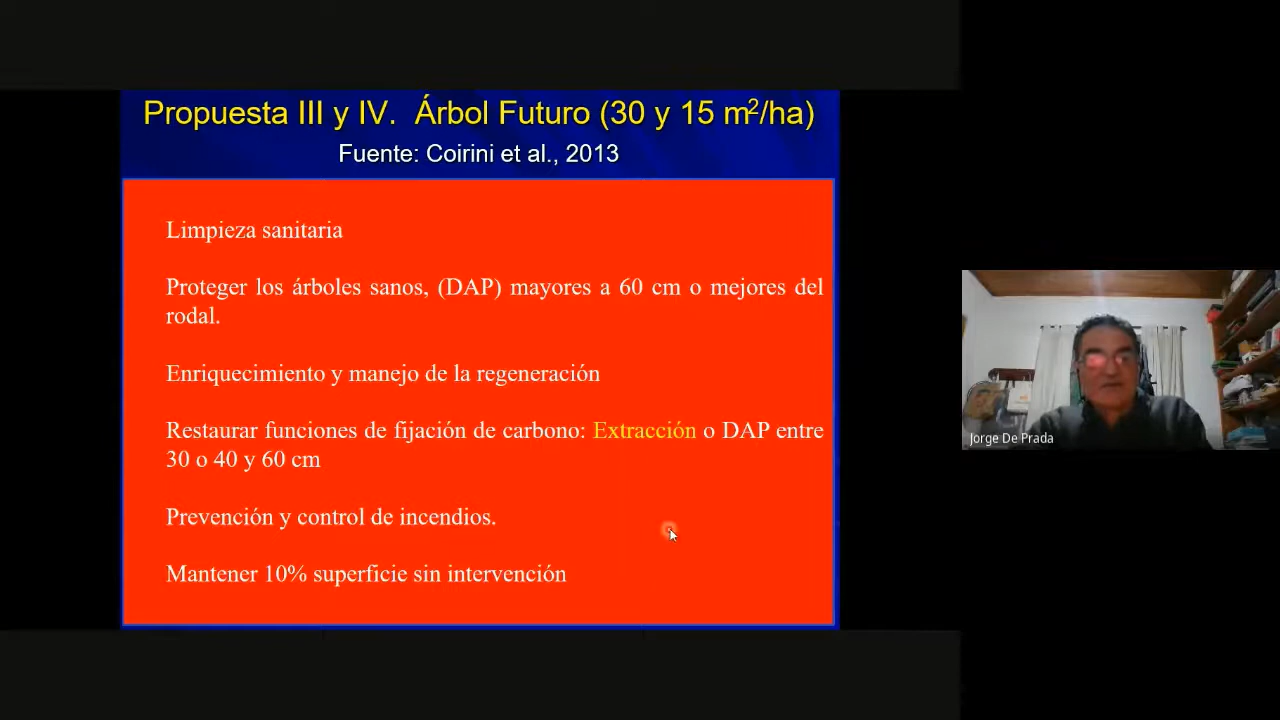 Propuesta III y IV. Árbol Futuro (30 y 15 m²/ha)
Fuente: Coirini et al., 2013
Limpieza sanitaria
Proteger los árboles sanos, (DAP) mayores a 60 cm o mejores del
rodal.
Enriquecimiento y manejo de la regeneración
Restaurar funciones de fijación de carbono: Extracción o DAP entre
30 o 40 y 60 cm
Prevención y control de incendios.
Mantener 10% superficie sin intervención
Jorge De Prada